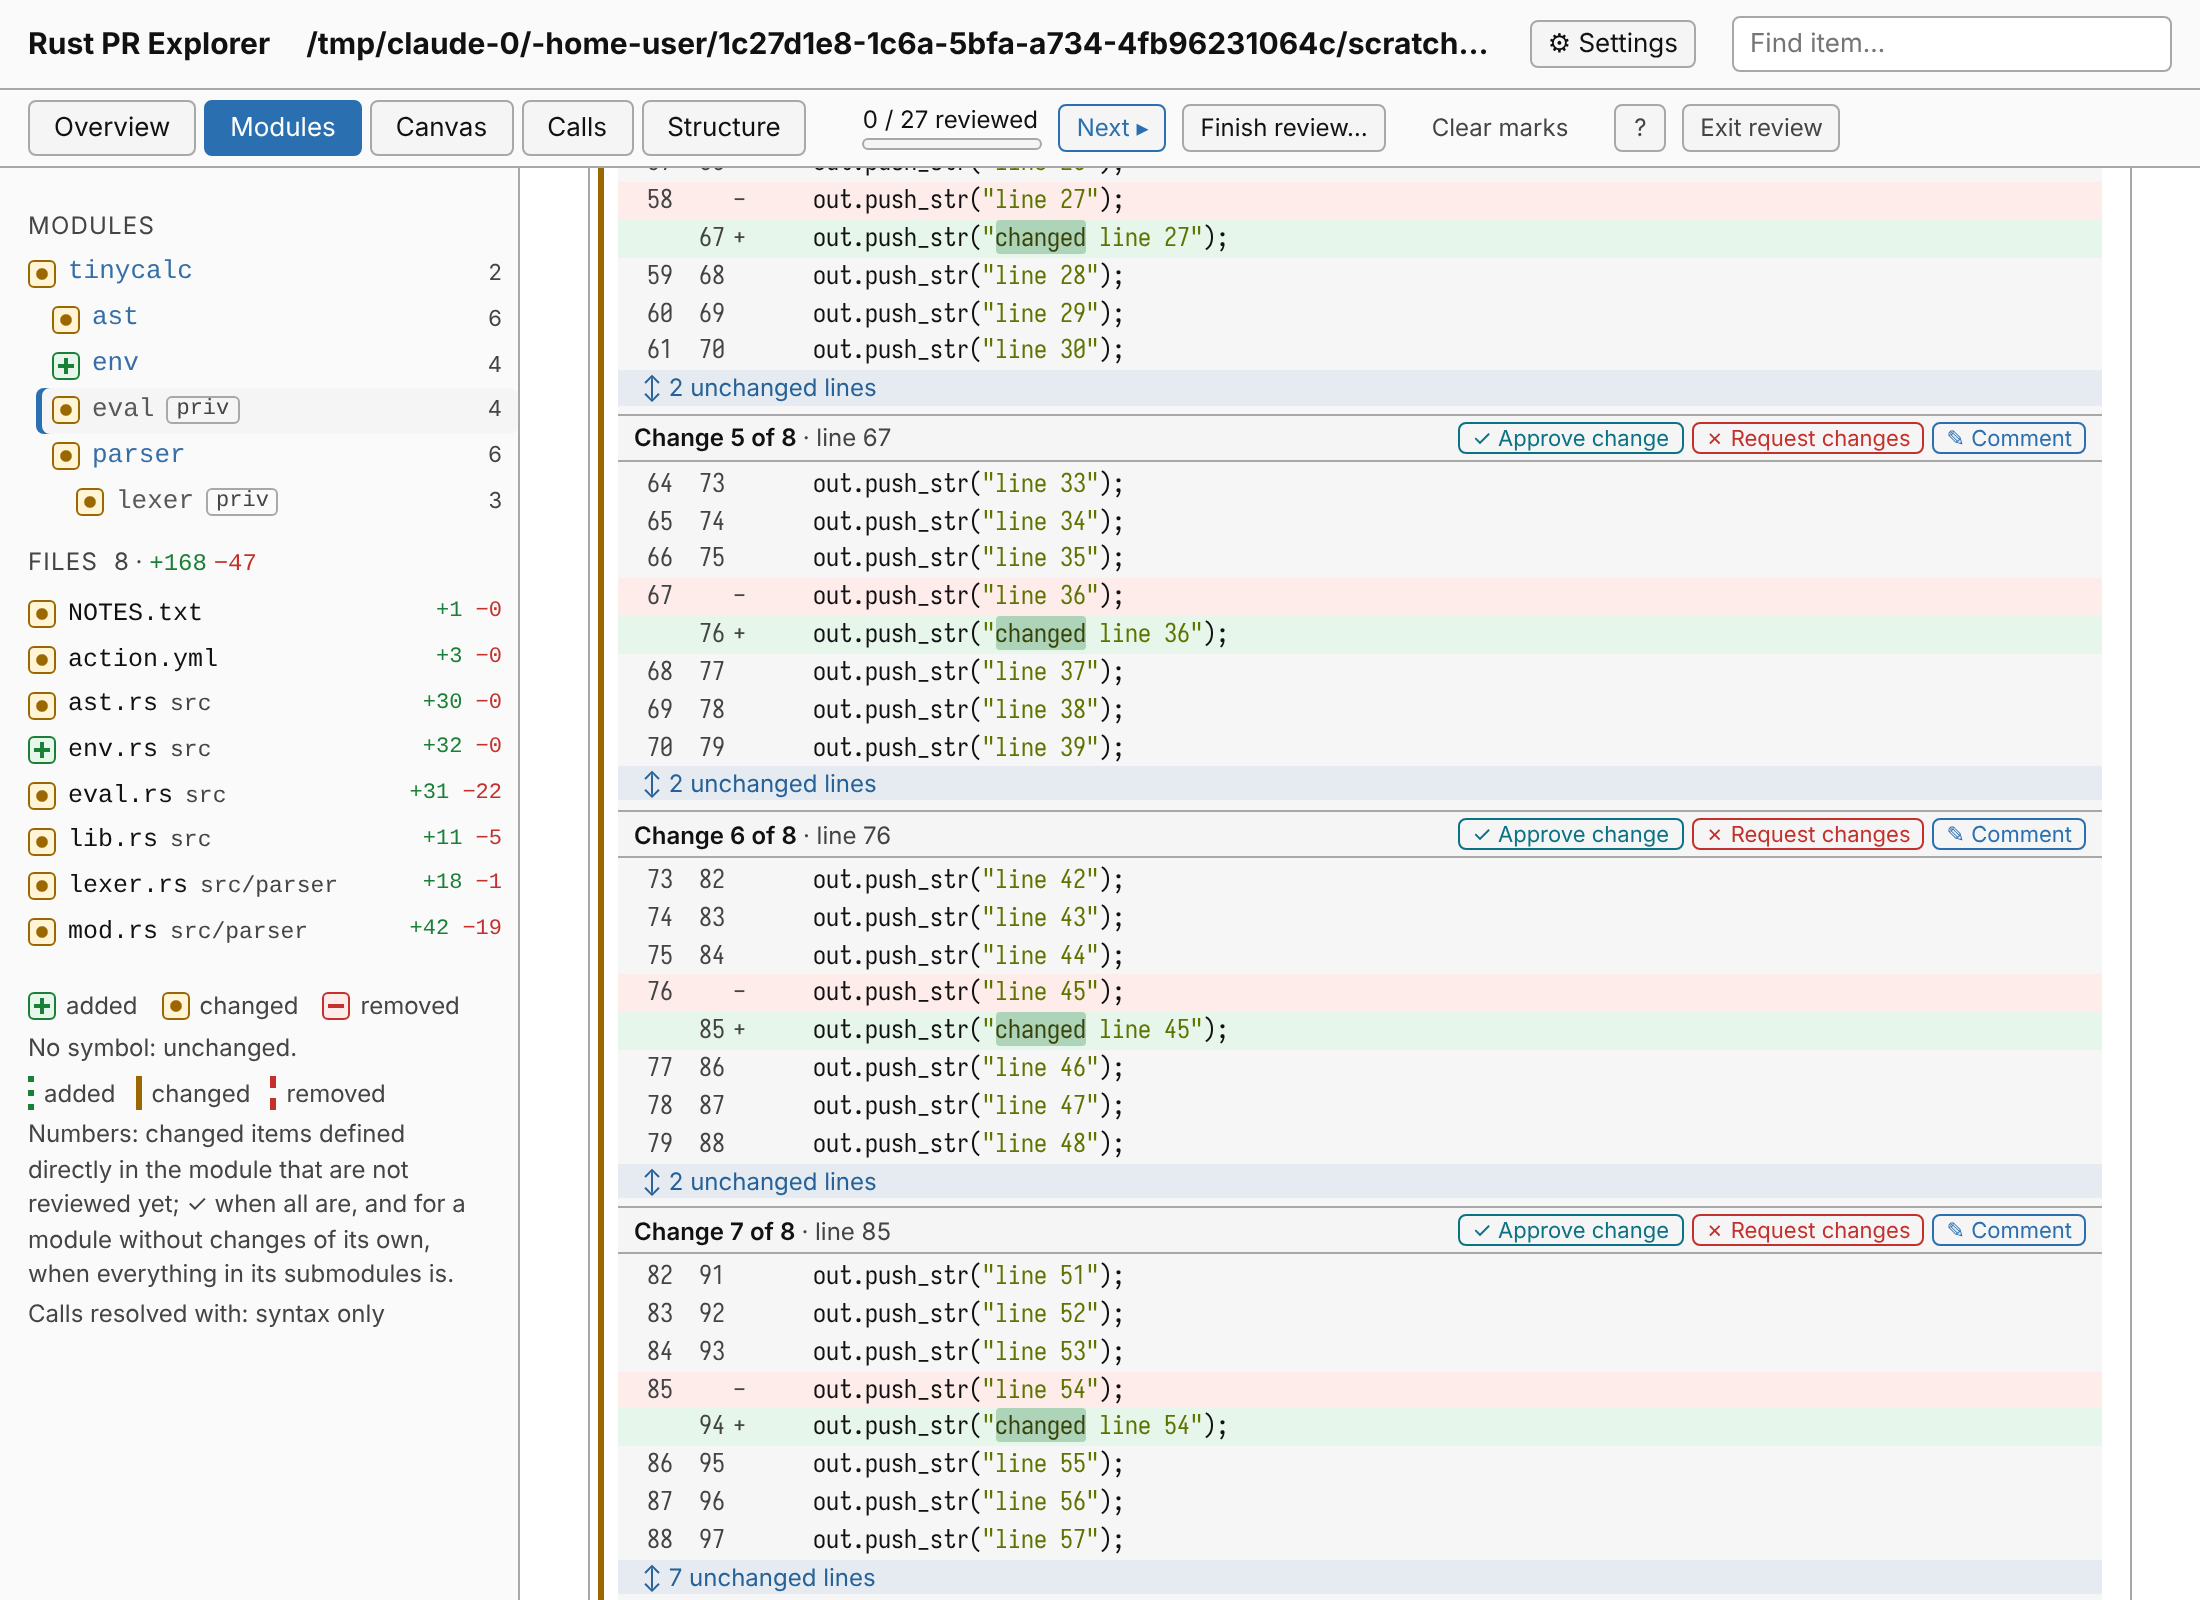 Rust PR Explorer /tmp/claude-0/-home-user/1c27d1e8-1c6a-5bfa-a734-4fb96231064c/scratch… ⚙ Settings Find item…
Overview Modules Canvas Calls Structure 0 / 27 reviewed Next ▸ Finish review… Clear marks ? Exit review
MODULES
tinycalc 2
ast 6
env 4
eval priv 4
parser 6
lexer priv 3
FILES 8 · +168 −47
NOTES.txt +1 −0
action.yml +3 −0
ast.rs src +30 −0
env.rs src +32 −0
eval.rs src +31 −22
lib.rs src +11 −5
lexer.rs src/parser +18 −1
mod.rs src/parser +42 −19
added changed removed
No symbol: unchanged.
added changed removed
Numbers: changed items defined
directly in the module that are not
reviewed yet; ✓ when all are, and for a
module without changes of its own,
when everything in its submodules is.
Calls resolved with: syntax only
58 − out.push_str("line 27");
67 + out.push_str("changed line 27");
59 68 out.push_str("line 28");
60 69 out.push_str("line 29");
61 70 out.push_str("line 30");
↕ 2 unchanged lines
Change 5 of 8 · line 67 ✓ Approve change × Request changes ✎ Comment
64 73 out.push_str("line 33");
65 74 out.push_str("line 34");
66 75 out.push_str("line 35");
67 − out.push_str("line 36");
76 + out.push_str("changed line 36");
68 77 out.push_str("line 37");
69 78 out.push_str("line 38");
70 79 out.push_str("line 39");
↕ 2 unchanged lines
Change 6 of 8 · line 76 ✓ Approve change × Request changes ✎ Comment
73 82 out.push_str("line 42");
74 83 out.push_str("line 43");
75 84 out.push_str("line 44");
76 − out.push_str("line 45");
85 + out.push_str("changed line 45");
77 86 out.push_str("line 46");
78 87 out.push_str("line 47");
79 88 out.push_str("line 48");
↕ 2 unchanged lines
Change 7 of 8 · line 85 ✓ Approve change × Request changes ✎ Comment
82 91 out.push_str("line 51");
83 92 out.push_str("line 52");
84 93 out.push_str("line 53");
85 − out.push_str("line 54");
94 + out.push_str("changed line 54");
86 95 out.push_str("line 55");
87 96 out.push_str("line 56");
88 97 out.push_str("line 57");
↕ 7 unchanged lines